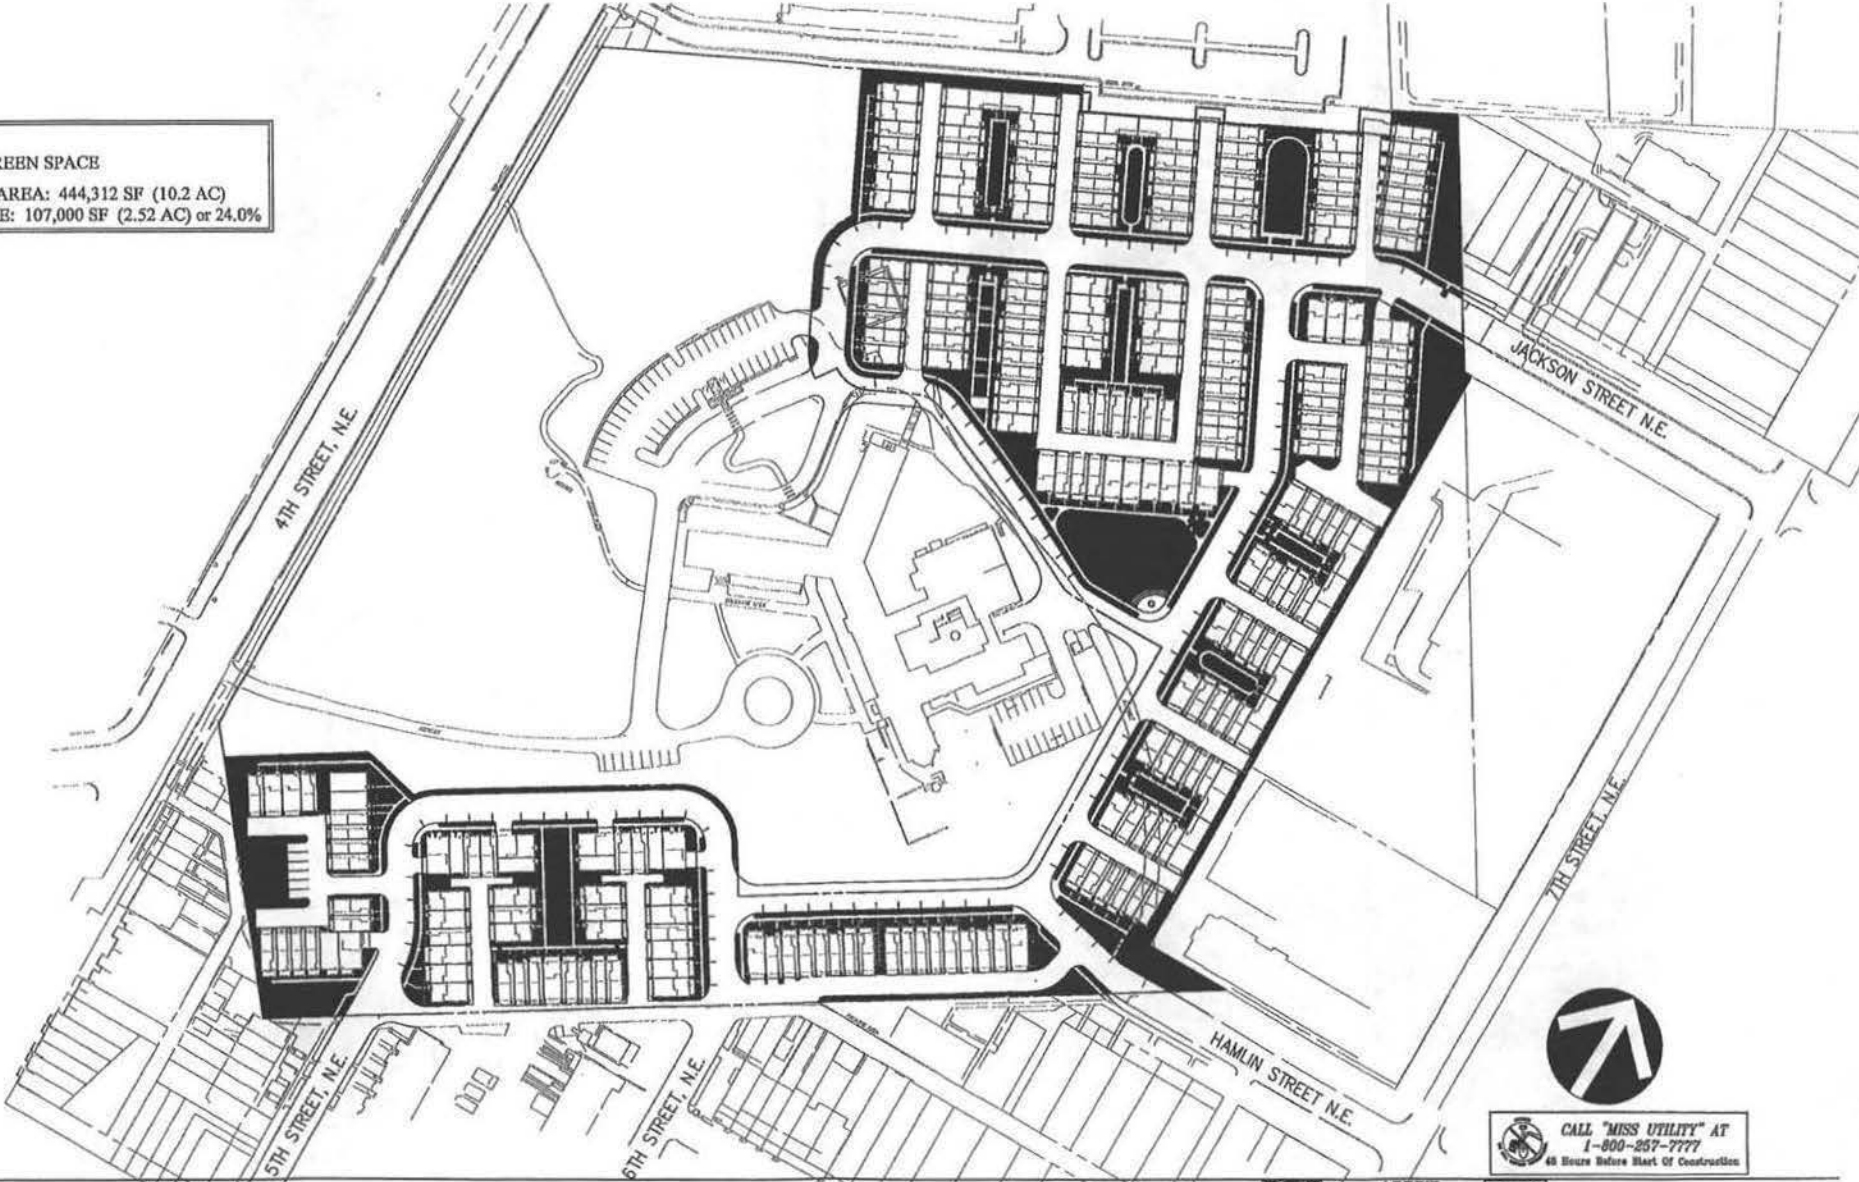 REEN SPACE
AREA: 444,312 SF (10.2 AC)
E: 107,000 SF (2.52 AC) or 24.0%
4TH STREET, N.E.
JACKSON STREET N.E.
7TH STREET, N.E.
HAMLIN STREET N.E.
5TH STREET, N.E.
6TH STREET, N.E.
CALL "MISS UTILITY" AT
1-800-257-7777
48 Hours Before Start Of Construction